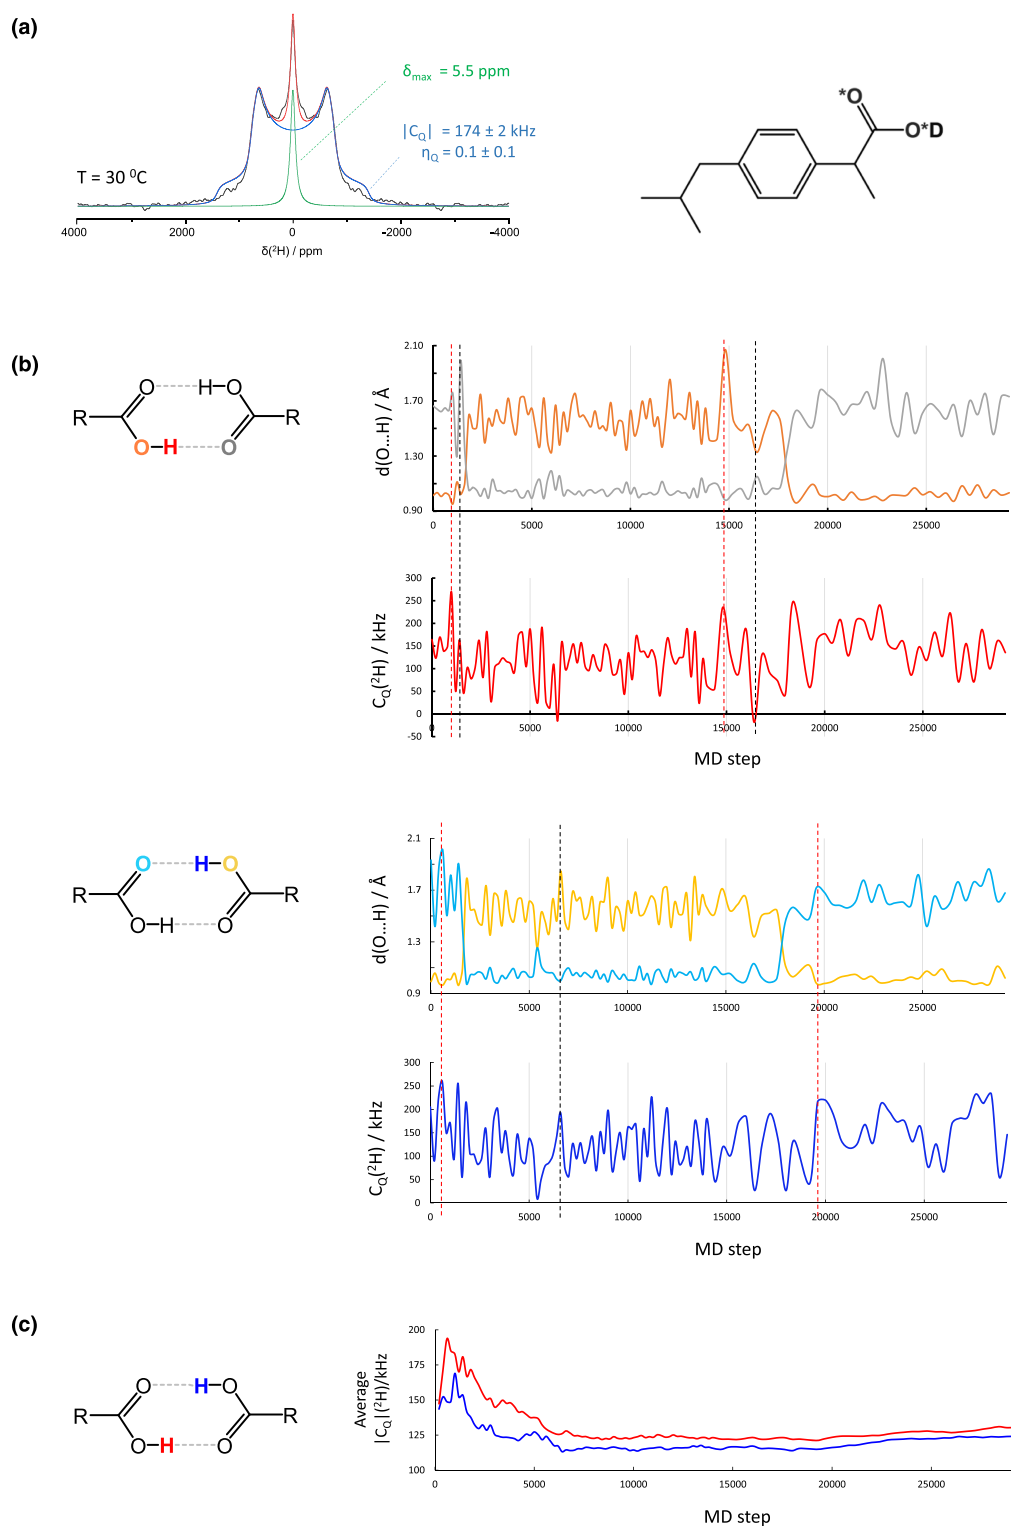 (a)
δmax = 5.5 ppm
|CQ| = 174 ± 2 kHz
ηQ = 0.1 ± 0.1
T = 30 ⁰C
4000 2000 0 -2000 -4000
δ(²H) / ppm
*O
O*D
(b)
R O H O R
O H O
d(O...H) / Å
2.10
1.70
1.30
0.90
0 5000 10000 15000 20000 25000
CQ(²H) / kHz
300
250
200
150
100
50
0
-50
0 5000 10000 15000 20000 25000
MD step
R O H O R
O H O
d(O...H) / Å
2.1
1.7
1.3
0.9
0 5000 10000 15000 20000 25000
CQ(²H) / kHz
300
250
200
150
100
50
0
0 5000 10000 15000 20000 25000
MD step
(c)
R O H O R
O H O
Average
|CQ|(²H)/kHz
200
175
150
125
100
0 5000 10000 15000 20000 25000
MD step